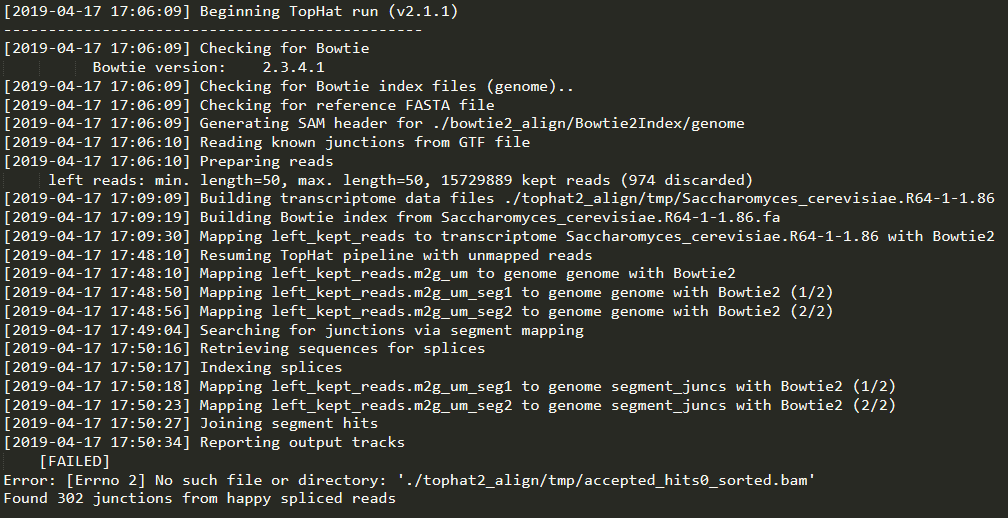 [2019-04-17 17:06:09] Beginning TopHat run (v2.1.1)
-----------------------------------------------
[2019-04-17 17:06:09] Checking for Bowtie
Bowtie version: 2.3.4.1
[2019-04-17 17:06:09] Checking for Bowtie index files (genome)..
[2019-04-17 17:06:09] Checking for reference FASTA file
[2019-04-17 17:06:09] Generating SAM header for ./bowtie2_align/Bowtie2Index/genome
[2019-04-17 17:06:10] Reading known junctions from GTF file
[2019-04-17 17:06:10] Preparing reads
left reads: min. length=50, max. length=50, 15729889 kept reads (974 discarded)
[2019-04-17 17:09:09] Building transcriptome data files ./tophat2_align/tmp/Saccharomyces_cerevisiae.R64-1-1.86
[2019-04-17 17:09:19] Building Bowtie index from Saccharomyces_cerevisiae.R64-1-1.86.fa
[2019-04-17 17:09:30] Mapping left_kept_reads to transcriptome Saccharomyces_cerevisiae.R64-1-1.86 with Bowtie2
[2019-04-17 17:48:10] Resuming TopHat pipeline with unmapped reads
[2019-04-17 17:48:10] Mapping left_kept_reads.m2g_um to genome genome with Bowtie2
[2019-04-17 17:48:50] Mapping left_kept_reads.m2g_um_seg1 to genome genome with Bowtie2 (1/2)
[2019-04-17 17:48:56] Mapping left_kept_reads.m2g_um_seg2 to genome genome with Bowtie2 (2/2)
[2019-04-17 17:49:04] Searching for junctions via segment mapping
[2019-04-17 17:50:16] Retrieving sequences for splices
[2019-04-17 17:50:17] Indexing splices
[2019-04-17 17:50:18] Mapping left_kept_reads.m2g_um_seg1 to genome segment_juncs with Bowtie2 (1/2)
[2019-04-17 17:50:23] Mapping left_kept_reads.m2g_um_seg2 to genome segment_juncs with Bowtie2 (2/2)
[2019-04-17 17:50:27] Joining segment hits
[2019-04-17 17:50:34] Reporting output tracks
[FAILED]
Error: [Errno 2] No such file or directory: './tophat2_align/tmp/accepted_hits0_sorted.bam'
Found 302 junctions from happy spliced reads